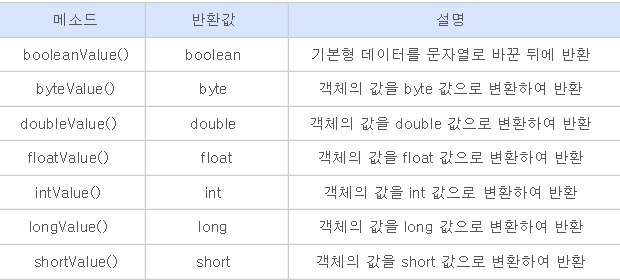 메소드 반환값 설명
booleanValue() boolean 기본형 데이터를 문자열로 바꾼 뒤에 반환
byteValue() byte 객체의 값을 byte 값으로 변환하여 반환
doubleValue() double 객체의 값을 double 값으로 변환하여 반환
floatValue() float 객체의 값을 float 값으로 변환하여 반환
intValue() int 객체의 값을 int 값으로 변환하여 반환
longValue() long 객체의 값을 long 값으로 변환하여 반환
shortValue() short 객체의 값을 short 값으로 변환하여 반환